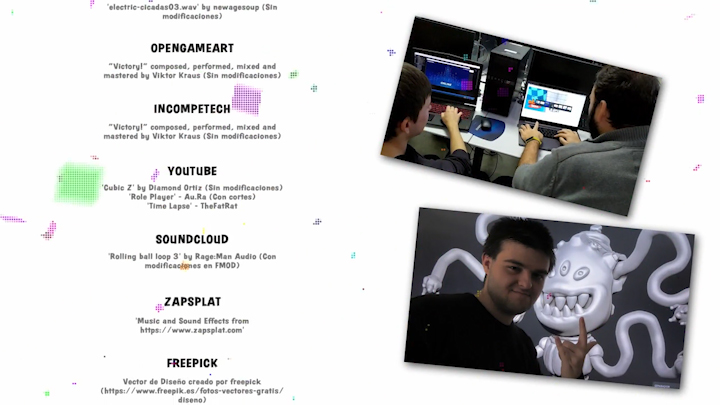 'electric-cicadas03.wav' by newagesoup (Sin
modificaciones)
OPENGAMEART
"Victory!" composed, performed, mixed and
mastered by Viktor Kraus (Sin modificaciones)
INCOMPETECH
"Victory!" composed, performed, mixed and
mastered by Viktor Kraus (Sin modificaciones)
YOUTUBE
'Cubic Z' by Diamond Ortiz (Sin modificaciones)
'Role Player' - Au.Ra (Con cortes)
'Time Lapse' - TheFatRat
SOUNDCLOUD
'Rolling ball loop 3' by Rage:Man Audio (Con
modificaciones en FMOD)
ZAPSPLAT
'Music and Sound Effects from
https://www.zapsplat.com'
FREEPICK
Vector de Diseño creado por freepick
(https://www.freepik.es/fotos-vectores-gratis/
diseno)